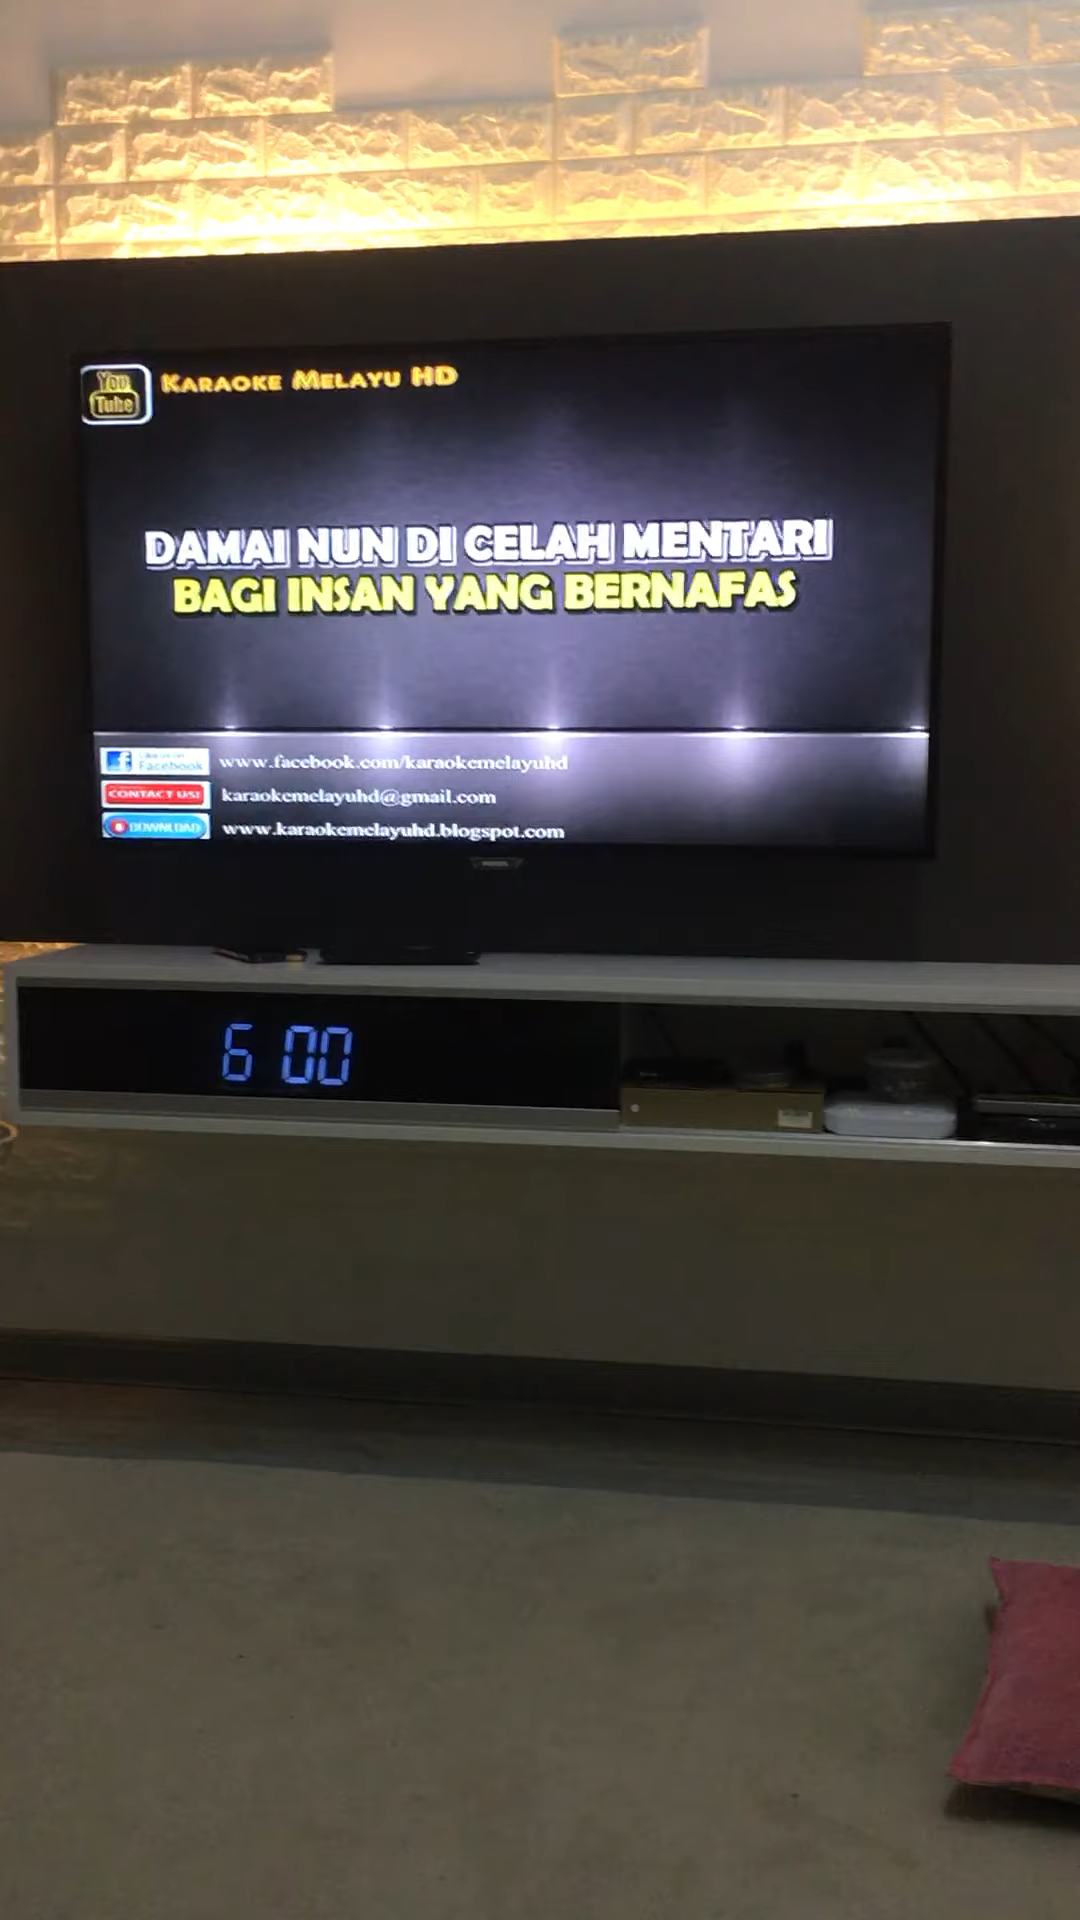 You
Tube
KARAOKE MELAYU HD
DAMAI NUN DI CELAH MENTARI
BAGI INSAN YANG BERNAFAS
Facebook
www.facebook.com/karaokemelayuhd
CONTACT US!
karaokemelayuhd@gmail.com
DOWNLOAD
www.karaokemelayuhd.blogspot.com
6 00